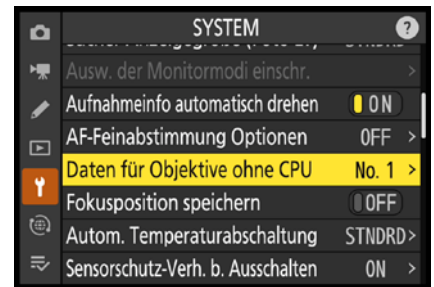 SYSTEM
?
Ausw. der Monitormodi einschr. >
Aufnahmeinfo automatisch drehen ON
AF-Feinabstimmung Optionen OFF >
Daten für Objektive ohne CPU No. 1 >
Fokusposition speichern OFF
Autom. Temperaturabschaltung STNDRD>
Sensorschutz-Verh. b. Ausschalten ON >